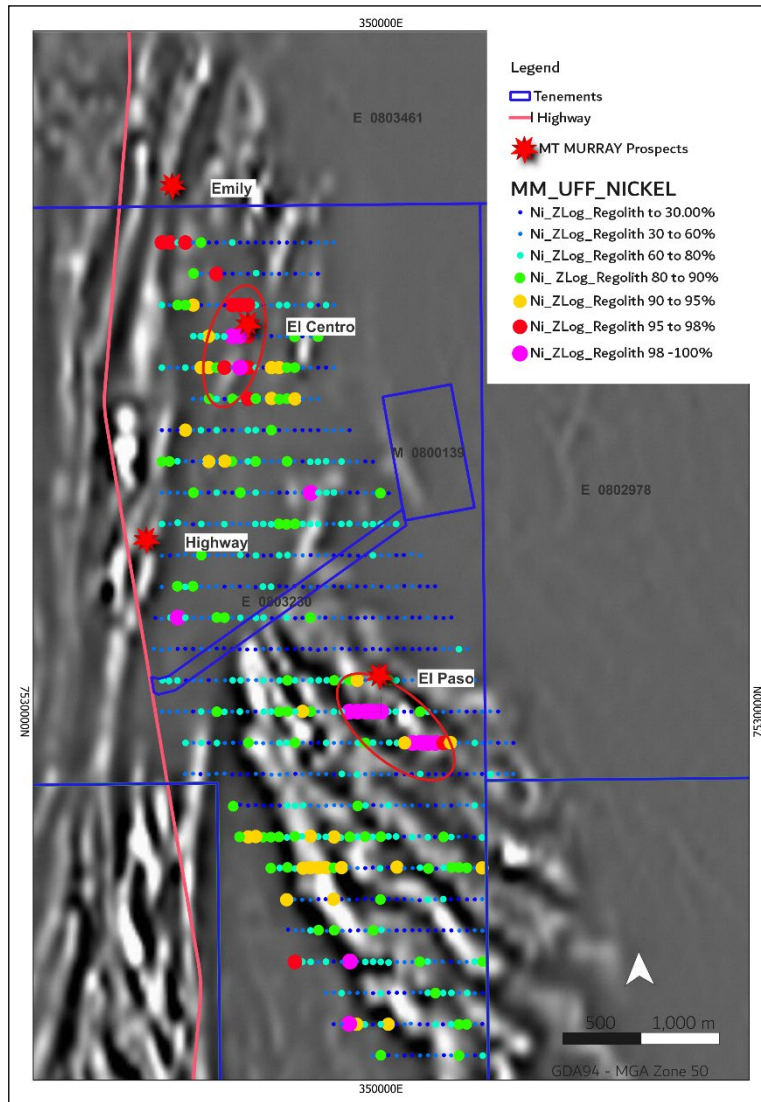 350000E
Legend
Tenements
Highway
MT MURRAY Prospects
MM_UFF_NICKEL
Ni_ZLog_Regolith to 30.00%
Ni_ZLog_Regolith 30 to 60%
Ni_ZLog_Regolith 60 to 80%
Ni_ ZLog_Regolith 80 to 90%
Ni_ZLog_Regolith 90 to 95%
Ni_ZLog_Regolith 95 to 98%
Ni_ZLog_Regolith 98 -100%
E 0803461
Emily
El Centro
M 0800139
E 0802978
Highway
E 0803230
El Paso
7530000N
7530000N
500 1,000 m
GDA94 - MGA Zone 50
350000E